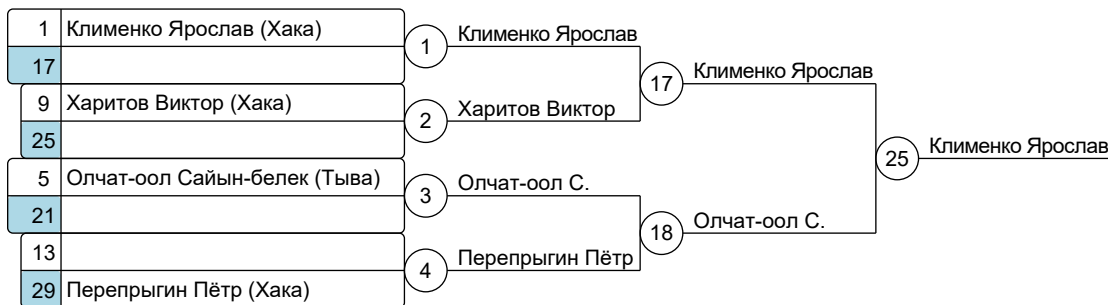 1 Клименко Ярослав (Хака)
17
9 Харитов Виктор (Хака)
25
5 Олчат-оол Сайын-белек (Тыва)
21
13
29 Перепрыгин Пётр (Хака)
1 Клименко Ярослав
2 Харитов Виктор
3 Олчат-оол С.
4 Перепрыгин Пётр
17 Клименко Ярослав
18 Олчат-оол С.
25 Клименко Ярослав